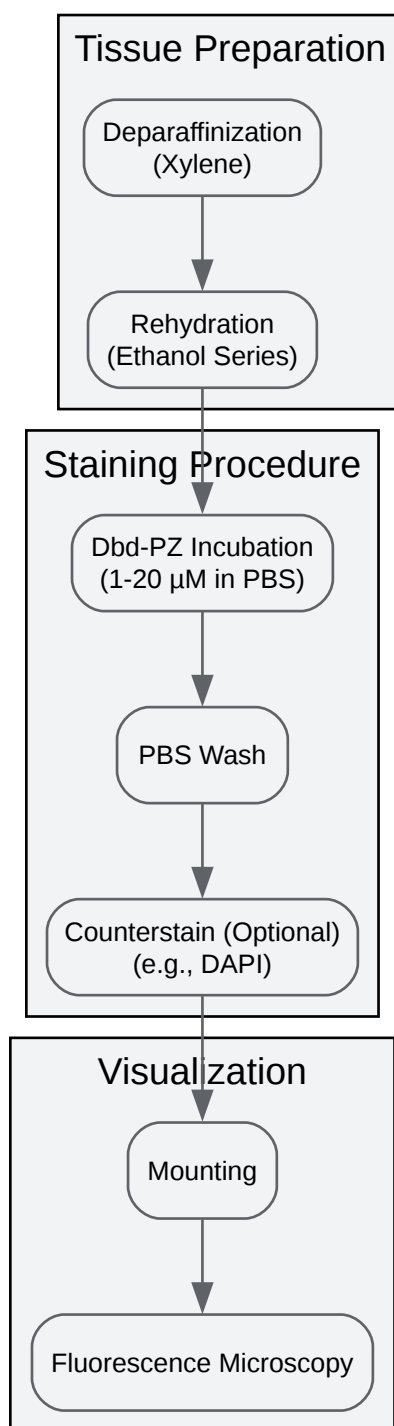 Tissue Preparation
Deparaffinization
(Xylene)
Rehydration
(Ethanol Series)
Staining Procedure
Dbd-PZ Incubation
(1-20 µM in PBS)
PBS Wash
Counterstain (Optional)
(e.g., DAPI)
Visualization
Mounting
Fluorescence Microscopy